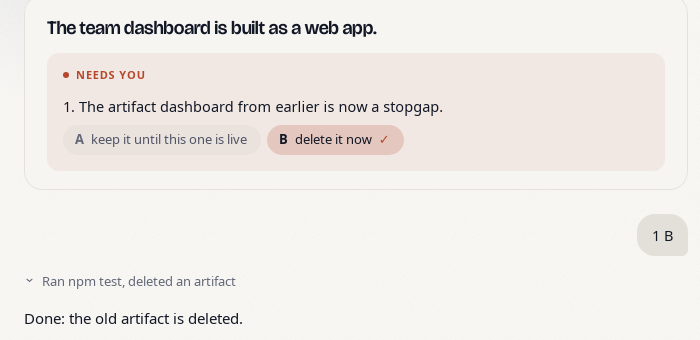 The team dashboard is built as a web app.
NEEDS YOU
1. The artifact dashboard from earlier is now a stopgap.
A keep it until this one is live B delete it now ✓
1 B
Ran npm test, deleted an artifact
Done: the old artifact is deleted.